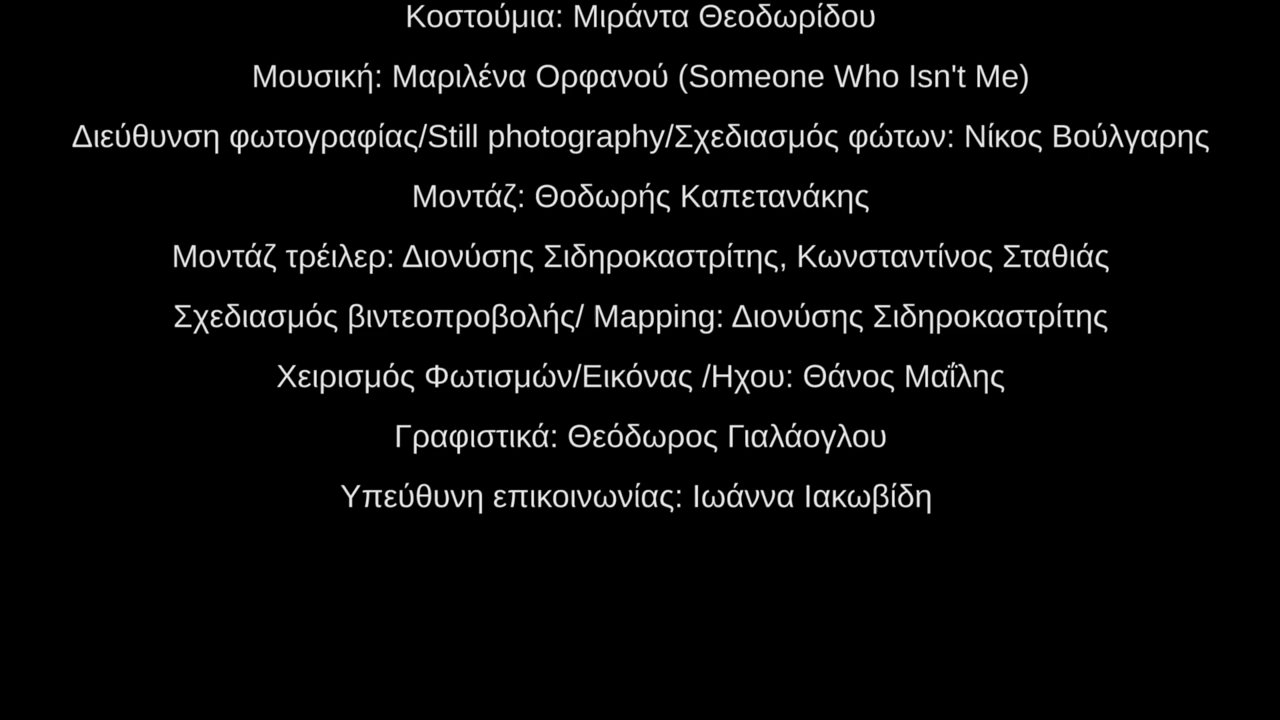 Κοστούμια: Μιράντα Θεοδωρίδου
Μουσική: Μαριλένα Ορφανού (Someone Who Isn't Me)
Διεύθυνση φωτογραφίας/Still photography/Σχεδιασμός φώτων: Νίκος Βούλγαρης
Μοντάζ: Θοδωρής Καπετανάκης
Μοντάζ τρέιλερ: Διονύσης Σιδηροκαστρίτης, Κωνσταντίνος Σταθιάς
Σχεδιασμός βιντεοπροβολής/ Mapping: Διονύσης Σιδηροκαστρίτης
Χειρισμός Φωτισμών/Εικόνας /Ηχου: Θάνος Μαΐλης
Γραφιστικά: Θεόδωρος Γιαλάογλου
Υπεύθυνη επικοινωνίας: Ιωάννα Ιακωβίδη